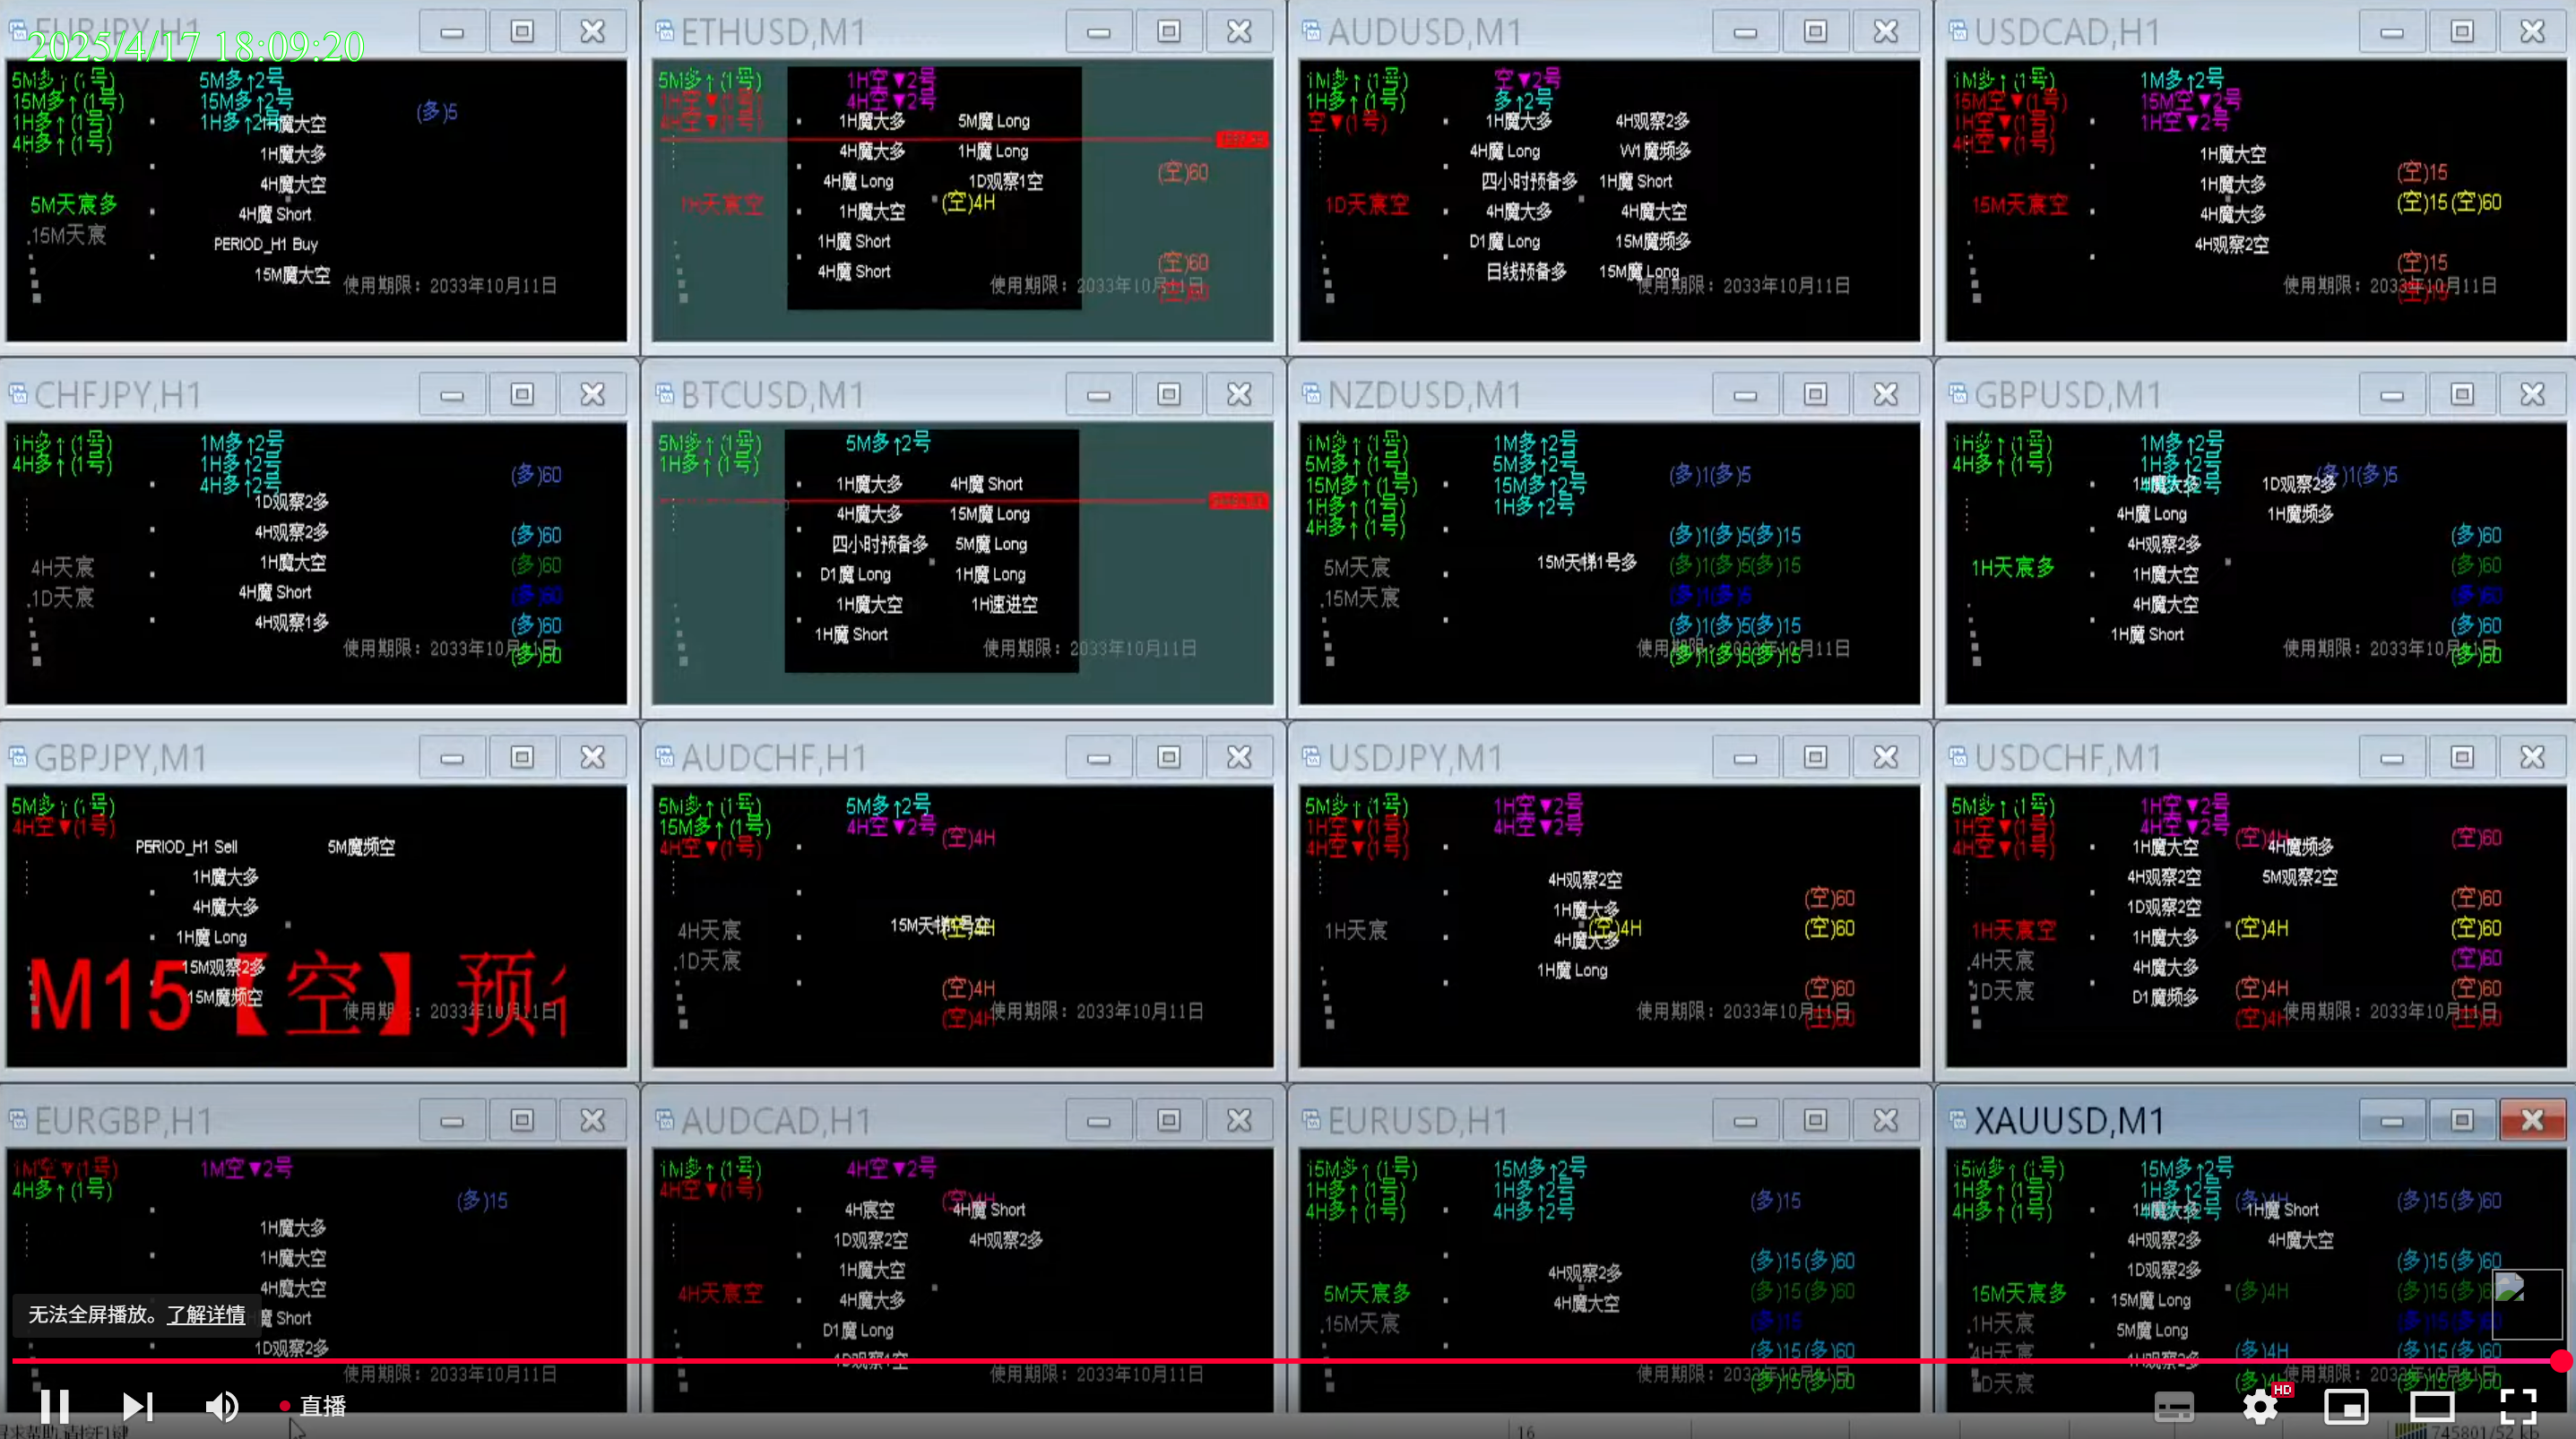 EURJPY,H1
2025/4/17 18:09:20
5M多↑(1号)
15M多↑(1号)
1H多↑(1号)
4H多↑(1号)
5M多↑2号
15M多↑2号
1H多↑2号
(多)5
1H魔大空
1H魔大多
4H魔大空
4H魔 Short
PERIOD_H1 Buy
15M魔大空
5M天宸多
15M天宸
使用期限：2033年10月11日
ETHUSD,M1
5M多↑(1号)
1H空▼(1号)
4H空▼(1号)
1H空▼2号
4H空▼2号
1H魔大多
4H魔大多
4H魔 Long
1H魔大空
1H魔 Short
4H魔 Short
5M魔 Long
1H魔 Long
1D观察1空
(空)4H
1H天宸空
(空)60
(空)60
(空)60
使用期限：2033年10月11日
AUDUSD,M1
1M多↑(1号)
1H多↑(1号)
空▼(1号)
空▼2号
多↑2号
1H魔大多
4H魔 Long
四小时预备多
4H魔大多
D1魔 Long
日线预备多
4H观察2多
W1魔频多
1H魔 Short
4H魔大空
15M魔频多
15M魔 Long
1D天宸空
使用期限：2033年10月11日
USDCAD,H1
1M多↑(1号)
15M空▼(1号)
1H空▼(1号)
4H空▼(1号)
1M多↑2号
15M空▼2号
1H空▼2号
1H魔大空
1H魔大多
4H魔大多
4H观察2空
15M天宸空
(空)15
(空)15(空)60
(空)15
(空)15
使用期限：2033年10月11日
CHFJPY,H1
1H多↑(1号)
4H多↑(1号)
1M多↑2号
1H多↑2号
4H多↑2号
1D观察2多
4H观察2多
1H魔大空
4H魔 Short
4H观察1多
4H天宸
1D天宸
(多)60
(多)60
(多)60
(多)60
(多)60
(多)60
使用期限：2033年10月11日
BTCUSD,M1
5M多↑(1号)
1H多↑(1号)
5M多↑2号
1H魔大多
4H魔大多
四小时预备多
D1魔 Long
1H魔大空
1H魔 Short
4H魔 Short
15M魔 Long
5M魔 Long
1H魔 Long
1H速进空
使用期限：2033年10月11日
NZDUSD,M1
1M多↑(1号)
5M多↑(1号)
15M多↑(1号)
1H多↑(1号)
4H多↑(1号)
1M多↑2号
5M多↑2号
15M多↑2号
1H多↑2号
15M天梯1号多
5M天宸
15M天宸
(多)1(多)5
(多)1(多)5(多)15
(多)1(多)5(多)15
(多)1(多)5
(多)1(多)5(多)15
(多)1(多)5(多)15
使用期限：2033年10月11日
GBPUSD,M1
1H多↑(1号)
4H多↑(1号)
1M多↑2号
1H多↑2号
4H多↑2号
1H魔大多
4H魔 Long
4H观察2多
1H魔大空
4H魔大空
1H魔 Short
1D观察2多
1H魔频多
(多)1(多)5
1H天宸多
(多)60
(多)60
(多)60
(多)60
(多)60
使用期限：2033年10月11日
GBPJPY,M1
5M多↑(1号)
4H空▼(1号)
PERIOD_H1 Sell
1H魔大多
4H魔大多
1H魔 Long
15M观察2多
15M魔频空
5M魔频空
M15【空】预
使用期限：2033年10月11日
AUDCHF,H1
5M多↑(1号)
15M多↑(1号)
4H空▼(1号)
5M多↑2号
4H空▼2号
(空)4H
15M天梯1号空
(空)4H
4H天宸
1D天宸
(空)4H
(空)4H
使用期限：2033年10月11日
USDJPY,M1
5M多↑(1号)
1H空▼(1号)
4H空▼(1号)
1H空▼2号
4H空▼2号
4H观察2空
1H魔大多
4H魔大多
1H魔 Long
(空)4H
1H天宸
(空)60
(空)60
(空)60
(空)60
使用期限：2033年10月11日
USDCHF,M1
5M多↑(1号)
1H空▼(1号)
4H空▼(1号)
1H空▼2号
4H空▼2号
1H魔大空
4H观察2空
1D观察2空
1H魔大多
4H魔大多
D1魔频多
(空)4H
4H魔频多
5M观察2空
(空)4H
(空)4H
(空)4H
1H天宸空
4H天宸
1D天宸
(空)60
(空)60
(空)60
(空)60
(空)60
(空)60
使用期限：2033年10月11日
EURGBP,H1
1M空▼(1号)
4H多↑(1号)
1M空▼2号
(多)15
1H魔大多
1H魔大空
4H魔大空
魔 Short
1D观察2多
使用期限：2033年10月11日
AUDCAD,H1
1M多↑(1号)
4H空▼(1号)
4H空▼2号
(空)4H
4H宸空
1D观察2空
1H魔大空
4H魔大多
D1魔 Long
1D观察1空
4H魔 Short
4H观察2多
4H天宸空
使用期限：2033年10月11日
EURUSD,H1
15M多↑(1号)
1H多↑(1号)
4H多↑(1号)
15M多↑2号
1H多↑2号
4H多↑2号
4H观察2多
4H魔大空
5M天宸多
15M天宸
(多)15
(多)15(多)60
(多)15(多)60
(多)15
(多)15(多)60
(多)15(多)60
使用期限：2033年10月11日
XAUUSD,M1
15M多↑(1号)
1H多↑(1号)
4H多↑(1号)
15M多↑2号
1H多↑2号
4H多↑2号
1H魔大多
4H观察2多
1D观察2多
15M魔 Long
5M魔 Long
1H观察2多
(多)4H
1H魔 Short
4H魔大空
(多)4H
(多)4H
(多)4H
15M天宸多
1H天宸
4H天宸
1D天宸
(多)15(多)60
(多)15(多)60
(多)15(多)6
(多)15(多)6
(多)15(多)60
(多)15(多)60
使用期限：2033年10月11日
无法全屏播放。了解详情
直播
HD
16
745801/52 kb